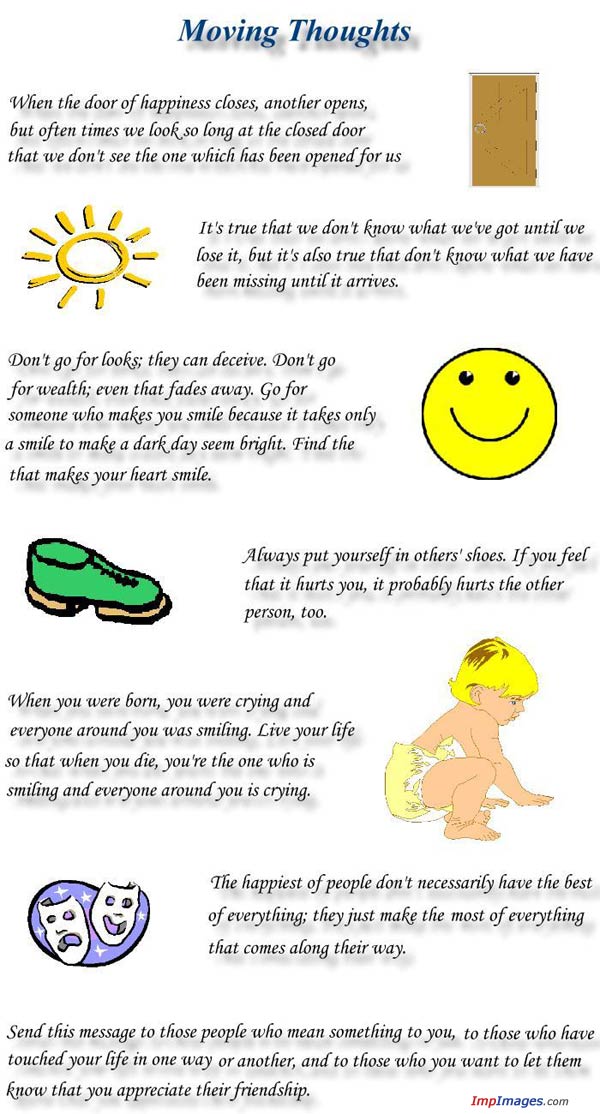 Moving Thoughts
When the door of happiness closes, another opens,
but often times we look so long at the closed door
that we don't see the one which has been opened for us
It's true that we don't know what we've got until we
lose it, but it's also true that don't know what we have
been missing until it arrives.
Don't go for looks; they can deceive. Don't go
for wealth; even that fades away. Go for
someone who makes you smile because it takes only
a smile to make a dark day seem bright. Find the
that makes your heart smile.
Always put yourself in others' shoes. If you feel
that it hurts you, it probably hurts the other
person, too.
When you were born, you were crying and
everyone around you was smiling. Live your life
so that when you die, you're the one who is
smiling and everyone around you is crying.
The happiest of people don't necessarily have the best
of everything; they just make the most of everything
that comes along their way.
Send this message to those people who mean something to you, to those who have
touched your life in one way or another, and to those who you want to let them
know that you appreciate their friendship.
ImpImages.com